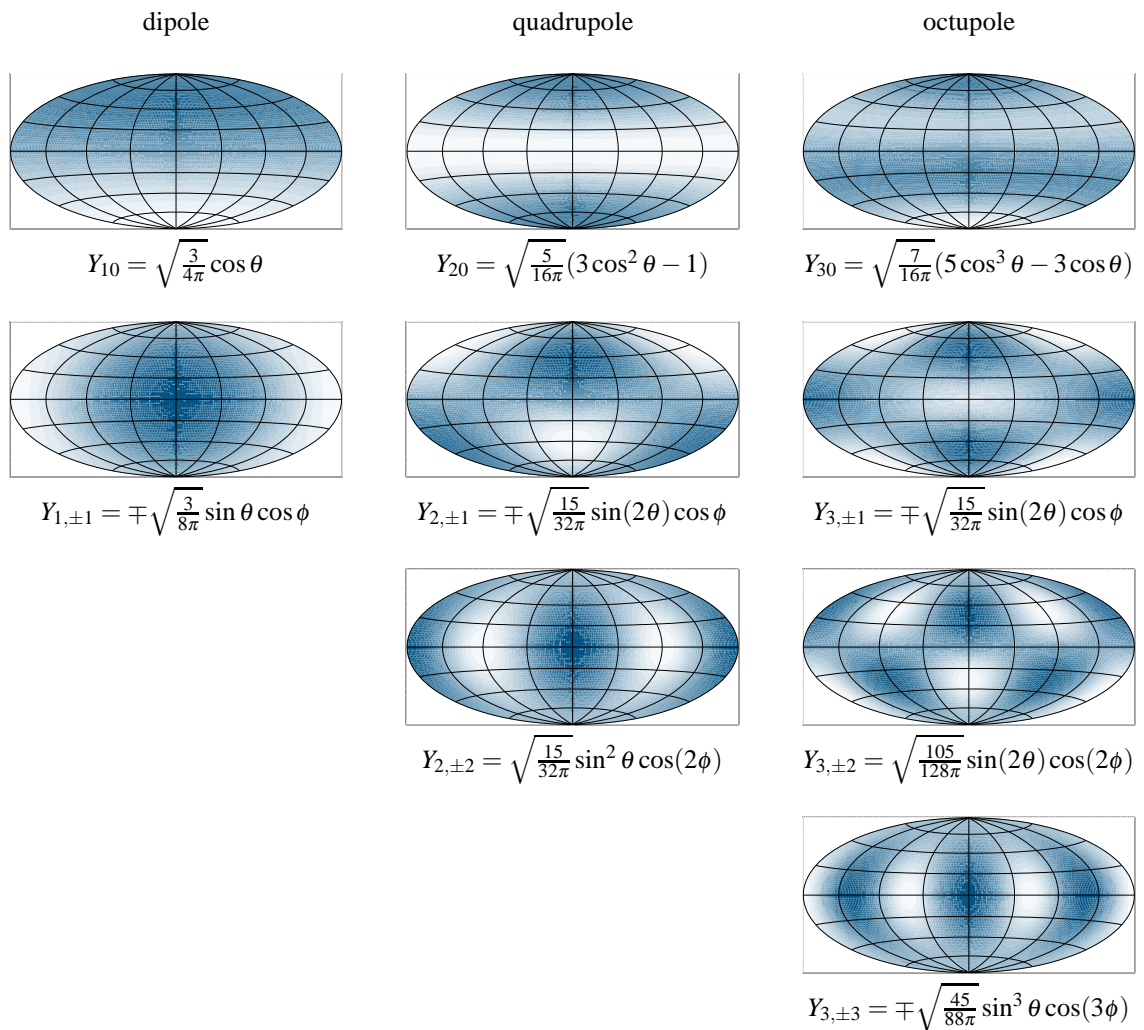 dipole quadrupole octupole
Y₁₀ = √(3/4π) cos θ
Y₂₀ = √(5/16π) (3 cos² θ − 1)
Y₃₀ = √(7/16π) (5 cos³ θ − 3 cos θ)
Y₁,±₁ = ∓√(3/8π) sin θ cos ϕ
Y₂,±₁ = ∓√(15/32π) sin(2θ) cos ϕ
Y₃,±₁ = ∓√(15/32π) sin(2θ) cos ϕ
Y₂,±₂ = √(15/32π) sin² θ cos(2ϕ)
Y₃,±₂ = √(105/128π) sin(2θ) cos(2ϕ)
Y₃,±₃ = ∓√(45/88π) sin³ θ cos(3ϕ)